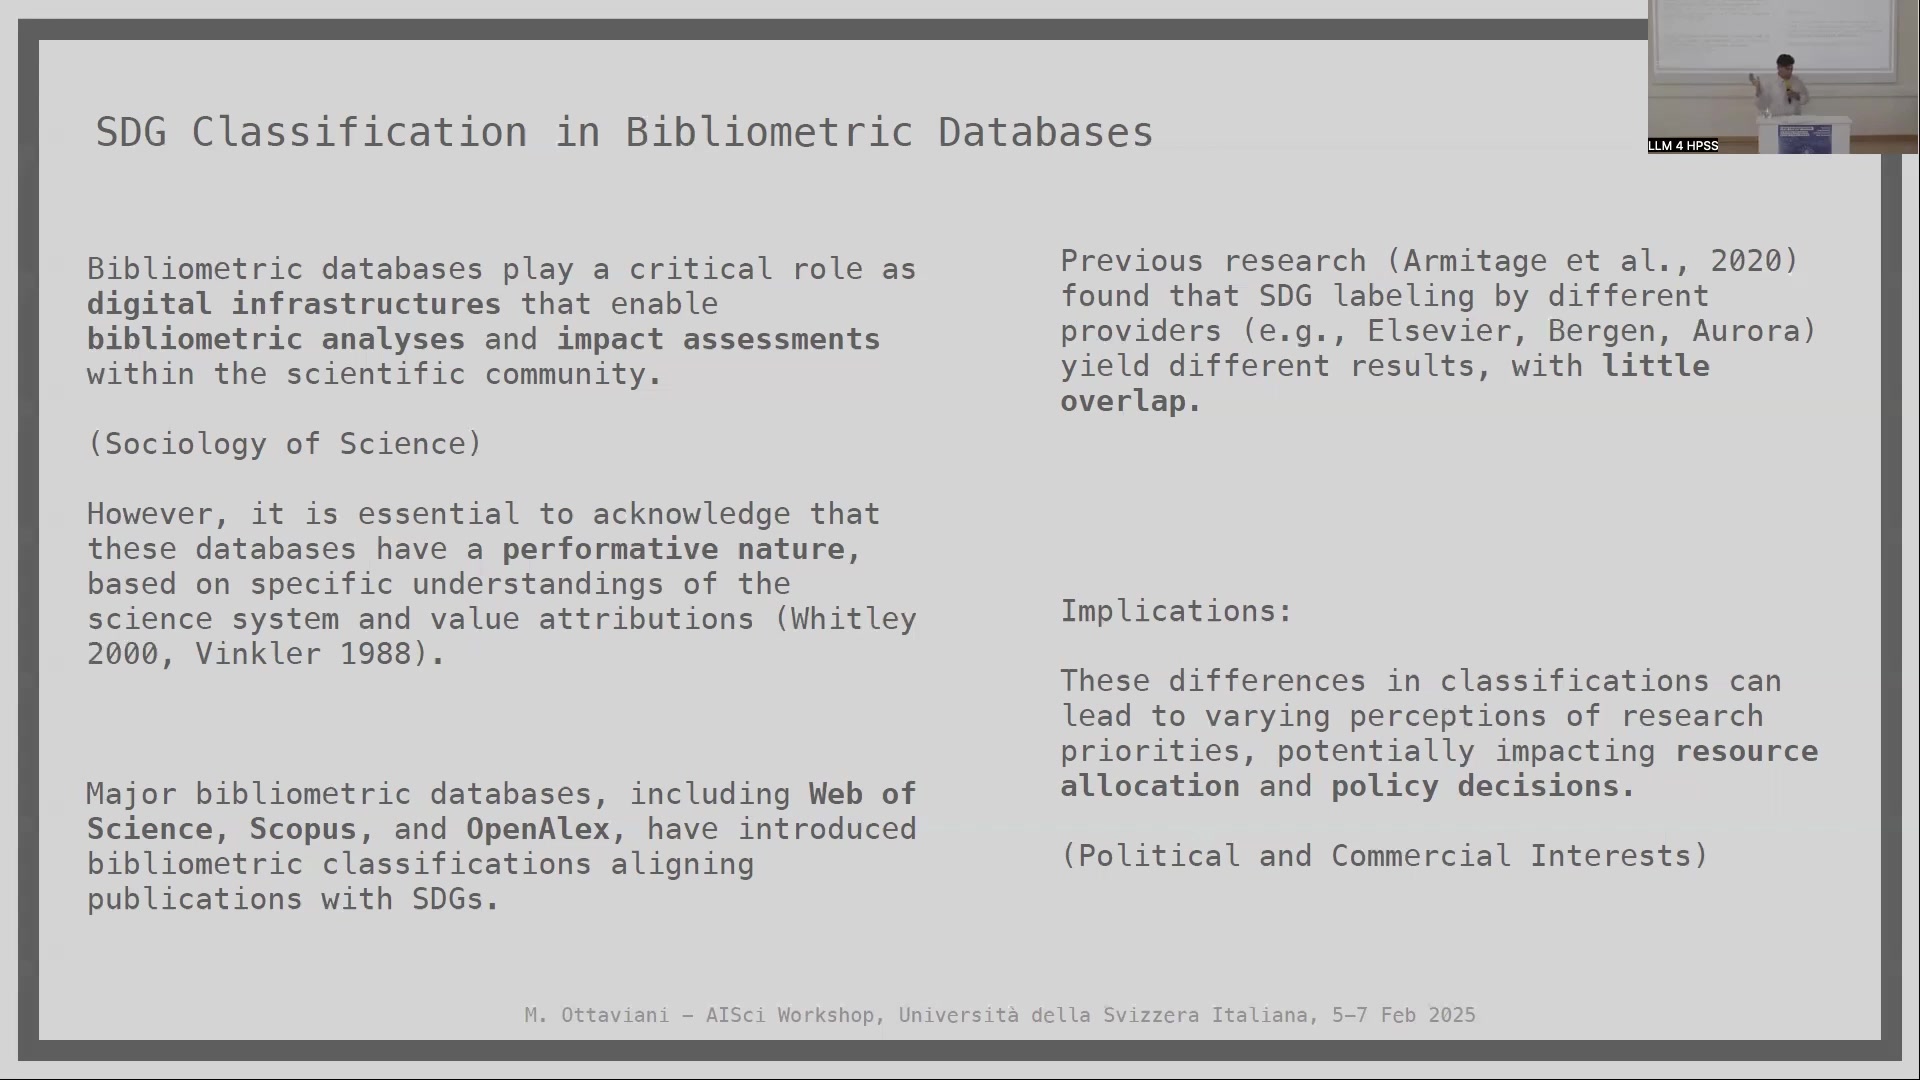 SDG Classification in Bibliometric Databases
Bibliometric databases play a critical role as
digital infrastructures that enable
bibliometric analyses and impact assessments
within the scientific community.
(Sociology of Science)
However, it is essential to acknowledge that
these databases have a performative nature,
based on specific understandings of the
science system and value attributions (Whitley
2000, Vinkler 1988).
Major bibliometric databases, including Web of
Science, Scopus, and OpenAlex, have introduced
bibliometric classifications aligning
publications with SDGs.
Previous research (Armitage et al., 2020)
found that SDG labeling by different
providers (e.g., Elsevier, Bergen, Aurora)
yield different results, with little
overlap.
Implications:
These differences in classifications can
lead to varying perceptions of research
priorities, potentially impacting resource
allocation and policy decisions.
(Political and Commercial Interests)
M. Ottaviani – AISci Workshop, Università della Svizzera Italiana, 5–7 Feb 2025
LLM 4 HPSS